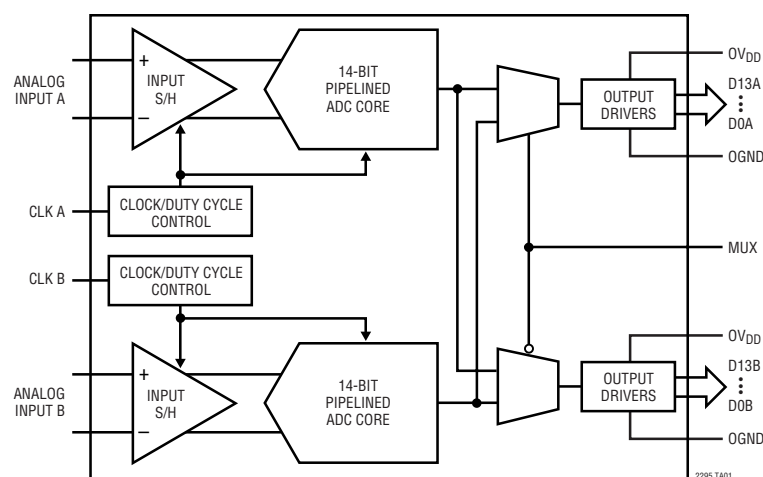 ANALOG
INPUT A
+
−
INPUT
S/H
14-BIT
PIPELINED
ADC CORE
OUTPUT
DRIVERS
OVDD
D13A
D0A
OGND
CLK A
CLOCK/DUTY CYCLE
CONTROL
MUX
CLK B
CLOCK/DUTY CYCLE
CONTROL
ANALOG
INPUT B
+
−
INPUT
S/H
14-BIT
PIPELINED
ADC CORE
OUTPUT
DRIVERS
OVDD
D13B
D0B
OGND
2295 TA01